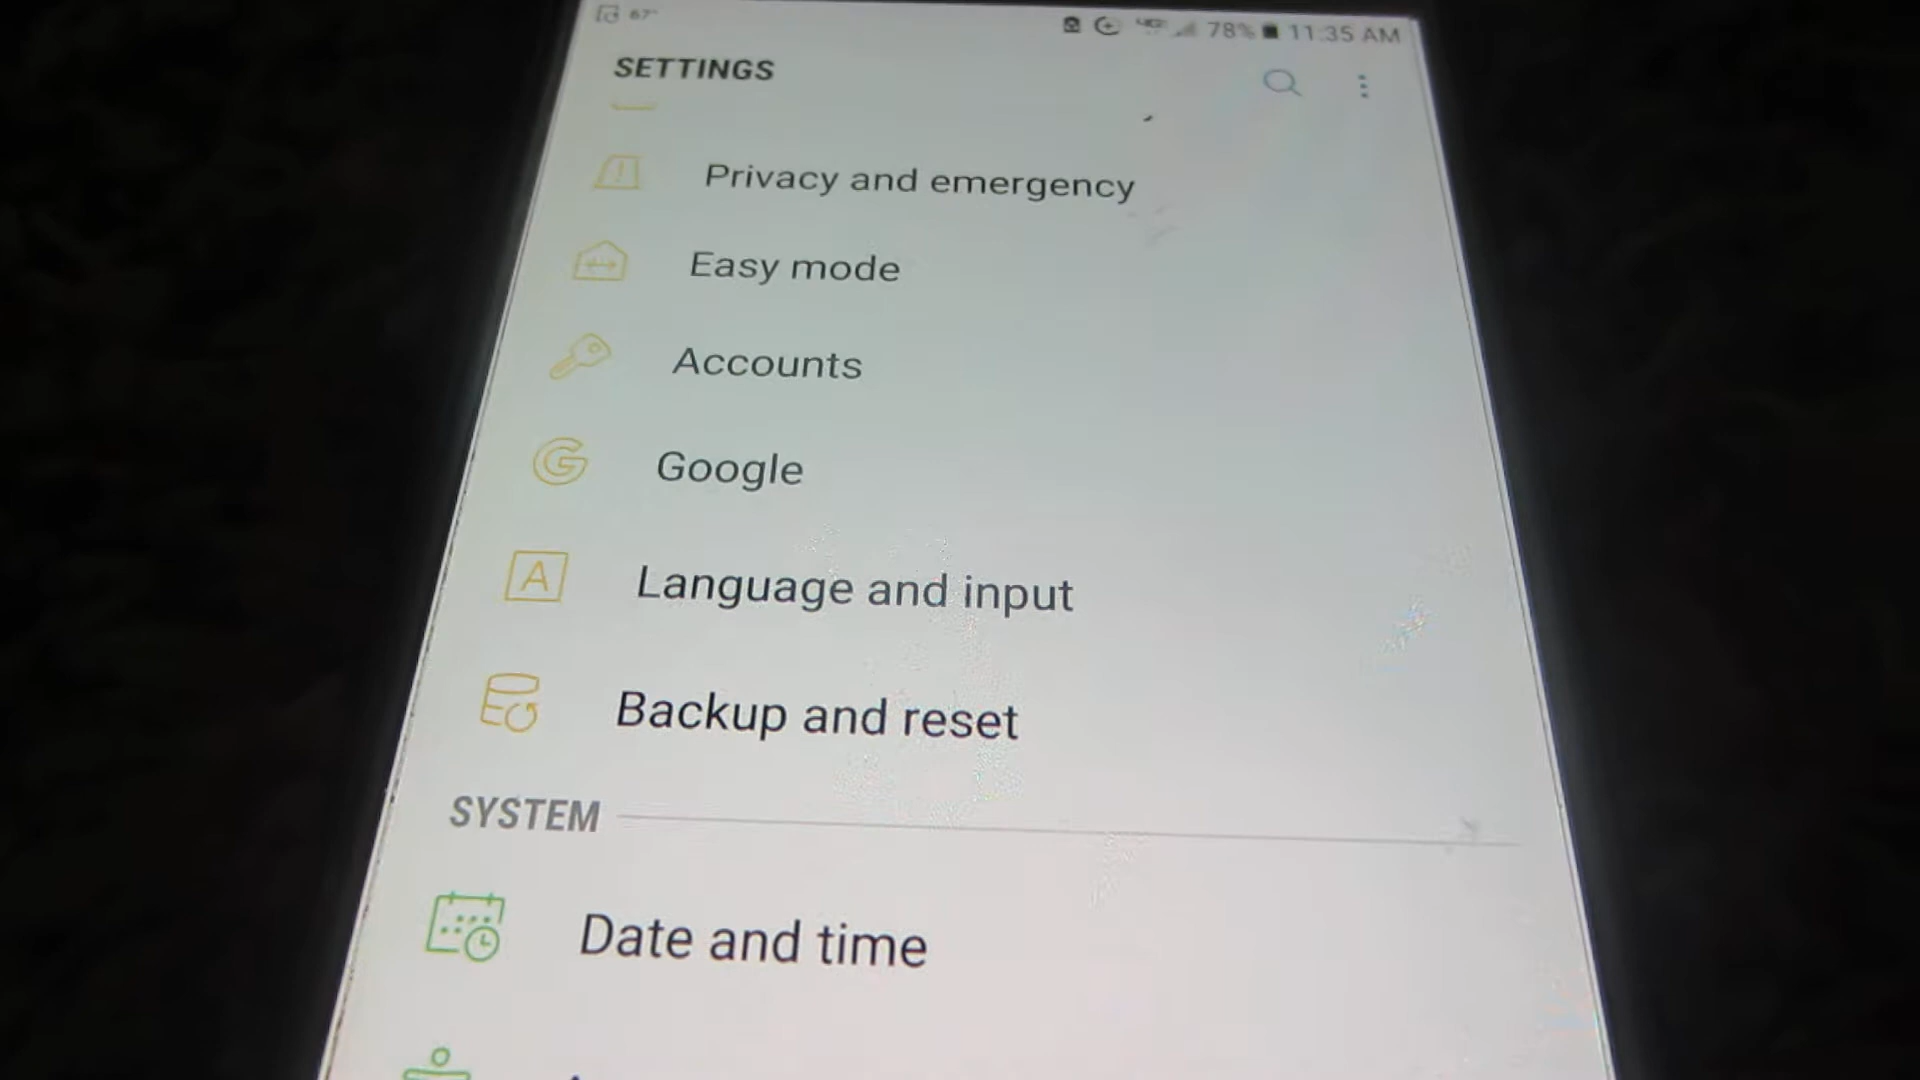 67° 78% 11:35 AM
SETTINGS
Privacy and emergency
Easy mode
Accounts
Google
A Language and input
Backup and reset
SYSTEM
Date and time